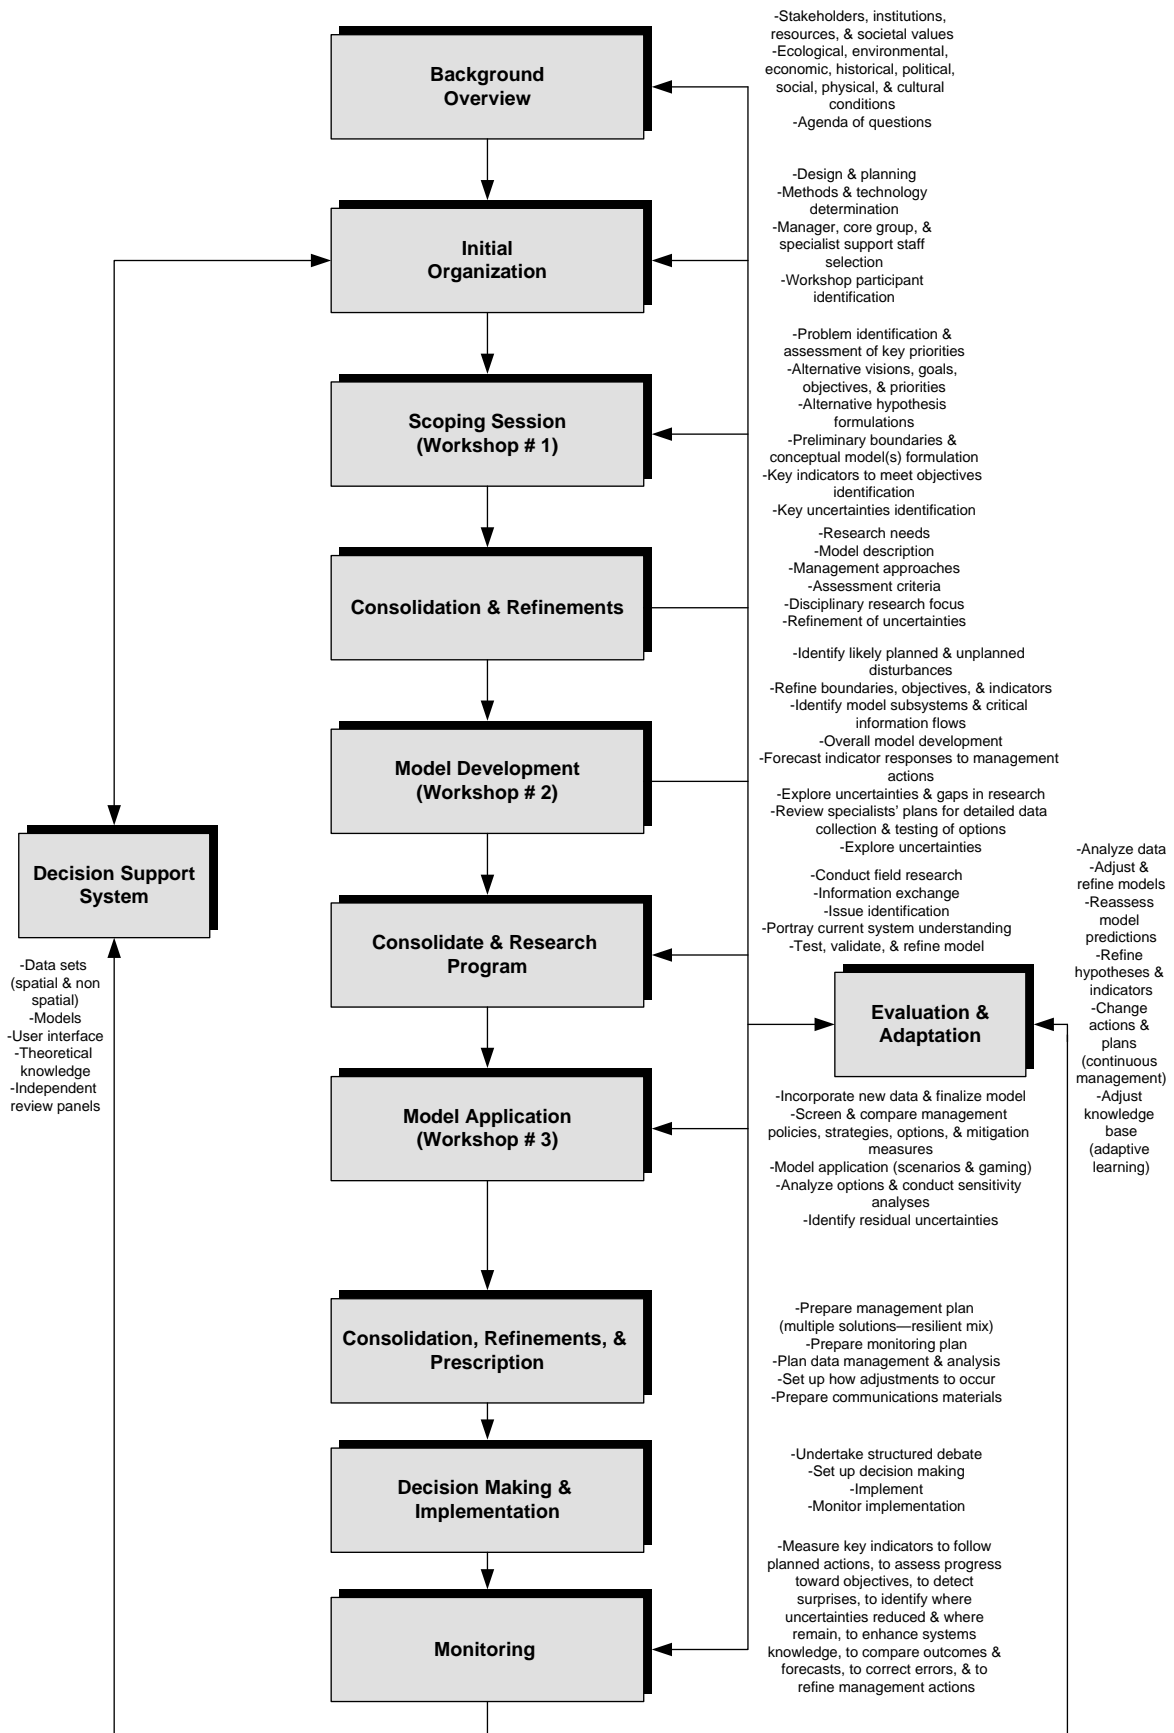 -Stakeholders, institutions,
resources, & societal values
-Ecological, environmental,
economic, historical, political,
social, physical, & cultural
conditions
-Agenda of questions
Background
Overview
-Design & planning
-Methods & technology
determination
-Manager, core group, &
specialist support staff
selection
-Workshop participant
identification
Initial
Organization
-Problem identification &
assessment of key priorities
-Alternative visions, goals,
objectives, & priorities
-Alternative hypothesis
formulations
-Preliminary boundaries &
conceptual model(s) formulation
-Key indicators to meet objectives
identification
-Key uncertainties identification
Scoping Session
(Workshop # 1)
-Research needs
-Model description
-Management approaches
-Assessment criteria
-Disciplinary research focus
-Refinement of uncertainties
Consolidation & Refinements
-Identify likely planned & unplanned
disturbances
-Refine boundaries, objectives, & indicators
-Identify model subsystems & critical
information flows
-Overall model development
-Forecast indicator responses to management
actions
-Explore uncertainties & gaps in research
-Review specialists' plans for detailed data
collection & testing of options
-Explore uncertainties
Model Development
(Workshop # 2)
Decision Support
System
-Data sets
(spatial & non
spatial)
-Models
-User interface
-Theoretical
knowledge
-Independent
review panels
-Conduct field research
-Information exchange
-Issue identification
-Portray current system understanding
-Test, validate, & refine model
Consolidate & Research
Program
Evaluation &
Adaptation
-Analyze data
-Adjust &
refine models
-Reassess
model
predictions
-Refine
hypotheses &
indicators
-Change
actions &
plans
(continuous
management)
-Adjust
knowledge
base
(adaptive
learning)
-Incorporate new data & finalize model
-Screen & compare management
policies, strategies, options, & mitigation
measures
-Model application (scenarios & gaming)
-Analyze options & conduct sensitivity
analyses
-Identify residual uncertainties
Model Application
(Workshop # 3)
-Prepare management plan
(multiple solutions—resilient mix)
-Prepare monitoring plan
-Plan data management & analysis
-Set up how adjustments to occur
-Prepare communications materials
Consolidation, Refinements, &
Prescription
-Undertake structured debate
-Set up decision making
-Implement
-Monitor implementation
Decision Making &
Implementation
-Measure key indicators to follow
planned actions, to assess progress
toward objectives, to detect
surprises, to identify where
uncertainties reduced & where
remain, to enhance systems
knowledge, to compare outcomes &
forecasts, to correct errors, & to
refine management actions
Monitoring